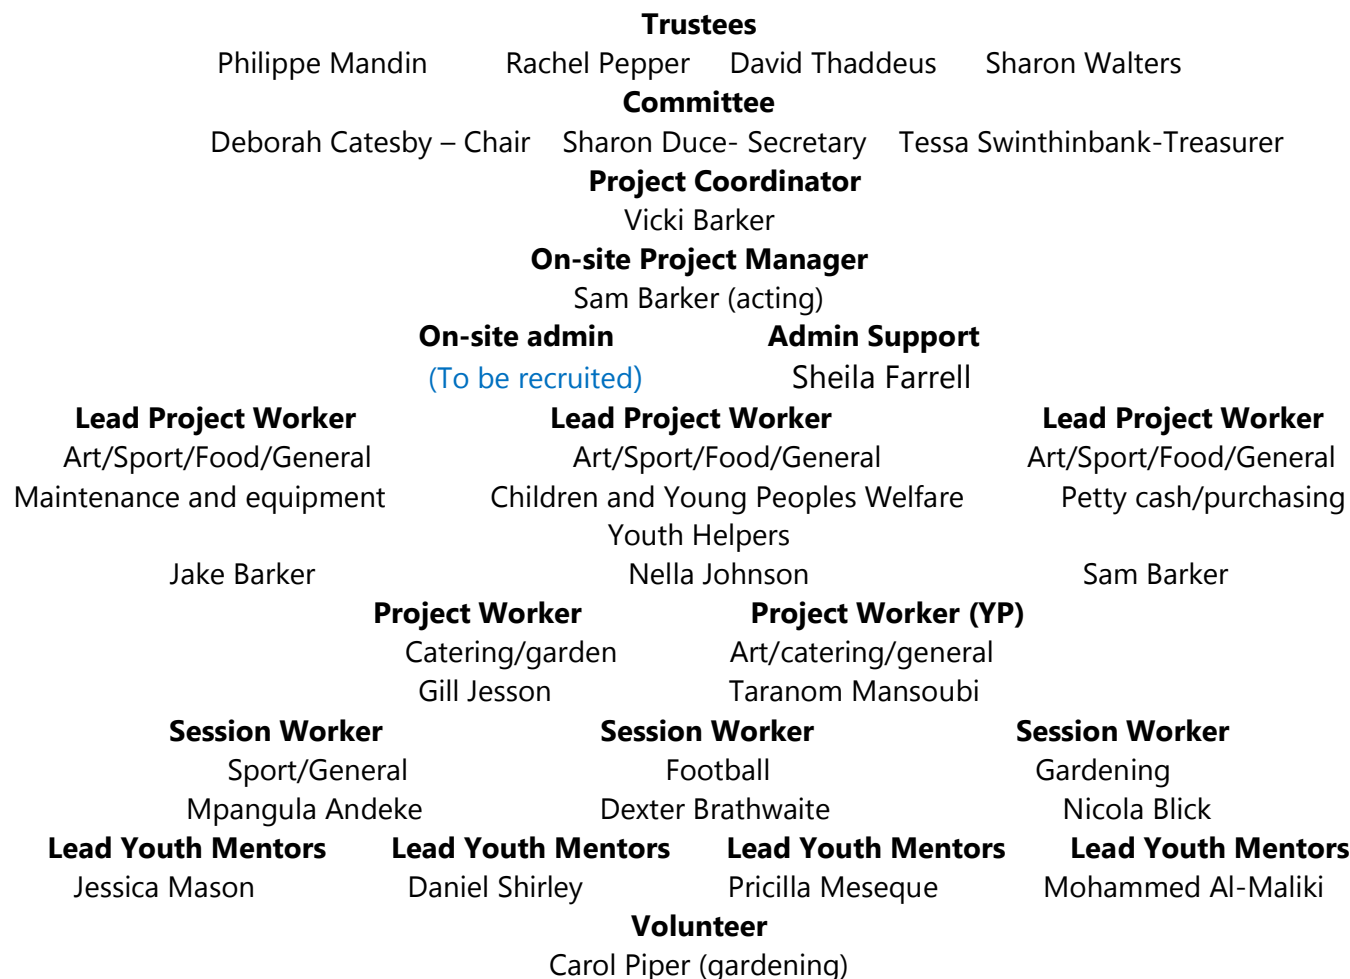 Trustees
Philippe Mandin Rachel Pepper David Thaddeus Sharon Walters
Committee
Deborah Catesby – Chair Sharon Duce- Secretary Tessa Swinthinbank-Treasurer
Project Coordinator
Vicki Barker
On-site Project Manager
Sam Barker (acting)
On-site admin Admin Support
(To be recruited) Sheila Farrell
Lead Project Worker Lead Project Worker Lead Project Worker
Art/Sport/Food/General Art/Sport/Food/General Art/Sport/Food/General
Maintenance and equipment Children and Young Peoples Welfare Petty cash/purchasing
Youth Helpers
Jake Barker Nella Johnson Sam Barker
Project Worker Project Worker (YP)
Catering/garden Art/catering/general
Gill Jesson Taranom Mansoubi
Session Worker Session Worker Session Worker
Sport/General Football Gardening
Mpangula Andeke Dexter Brathwaite Nicola Blick
Lead Youth Mentors Lead Youth Mentors Lead Youth Mentors Lead Youth Mentors
Jessica Mason Daniel Shirley Pricilla Meseque Mohammed Al-Maliki
Volunteer
Carol Piper (gardening)